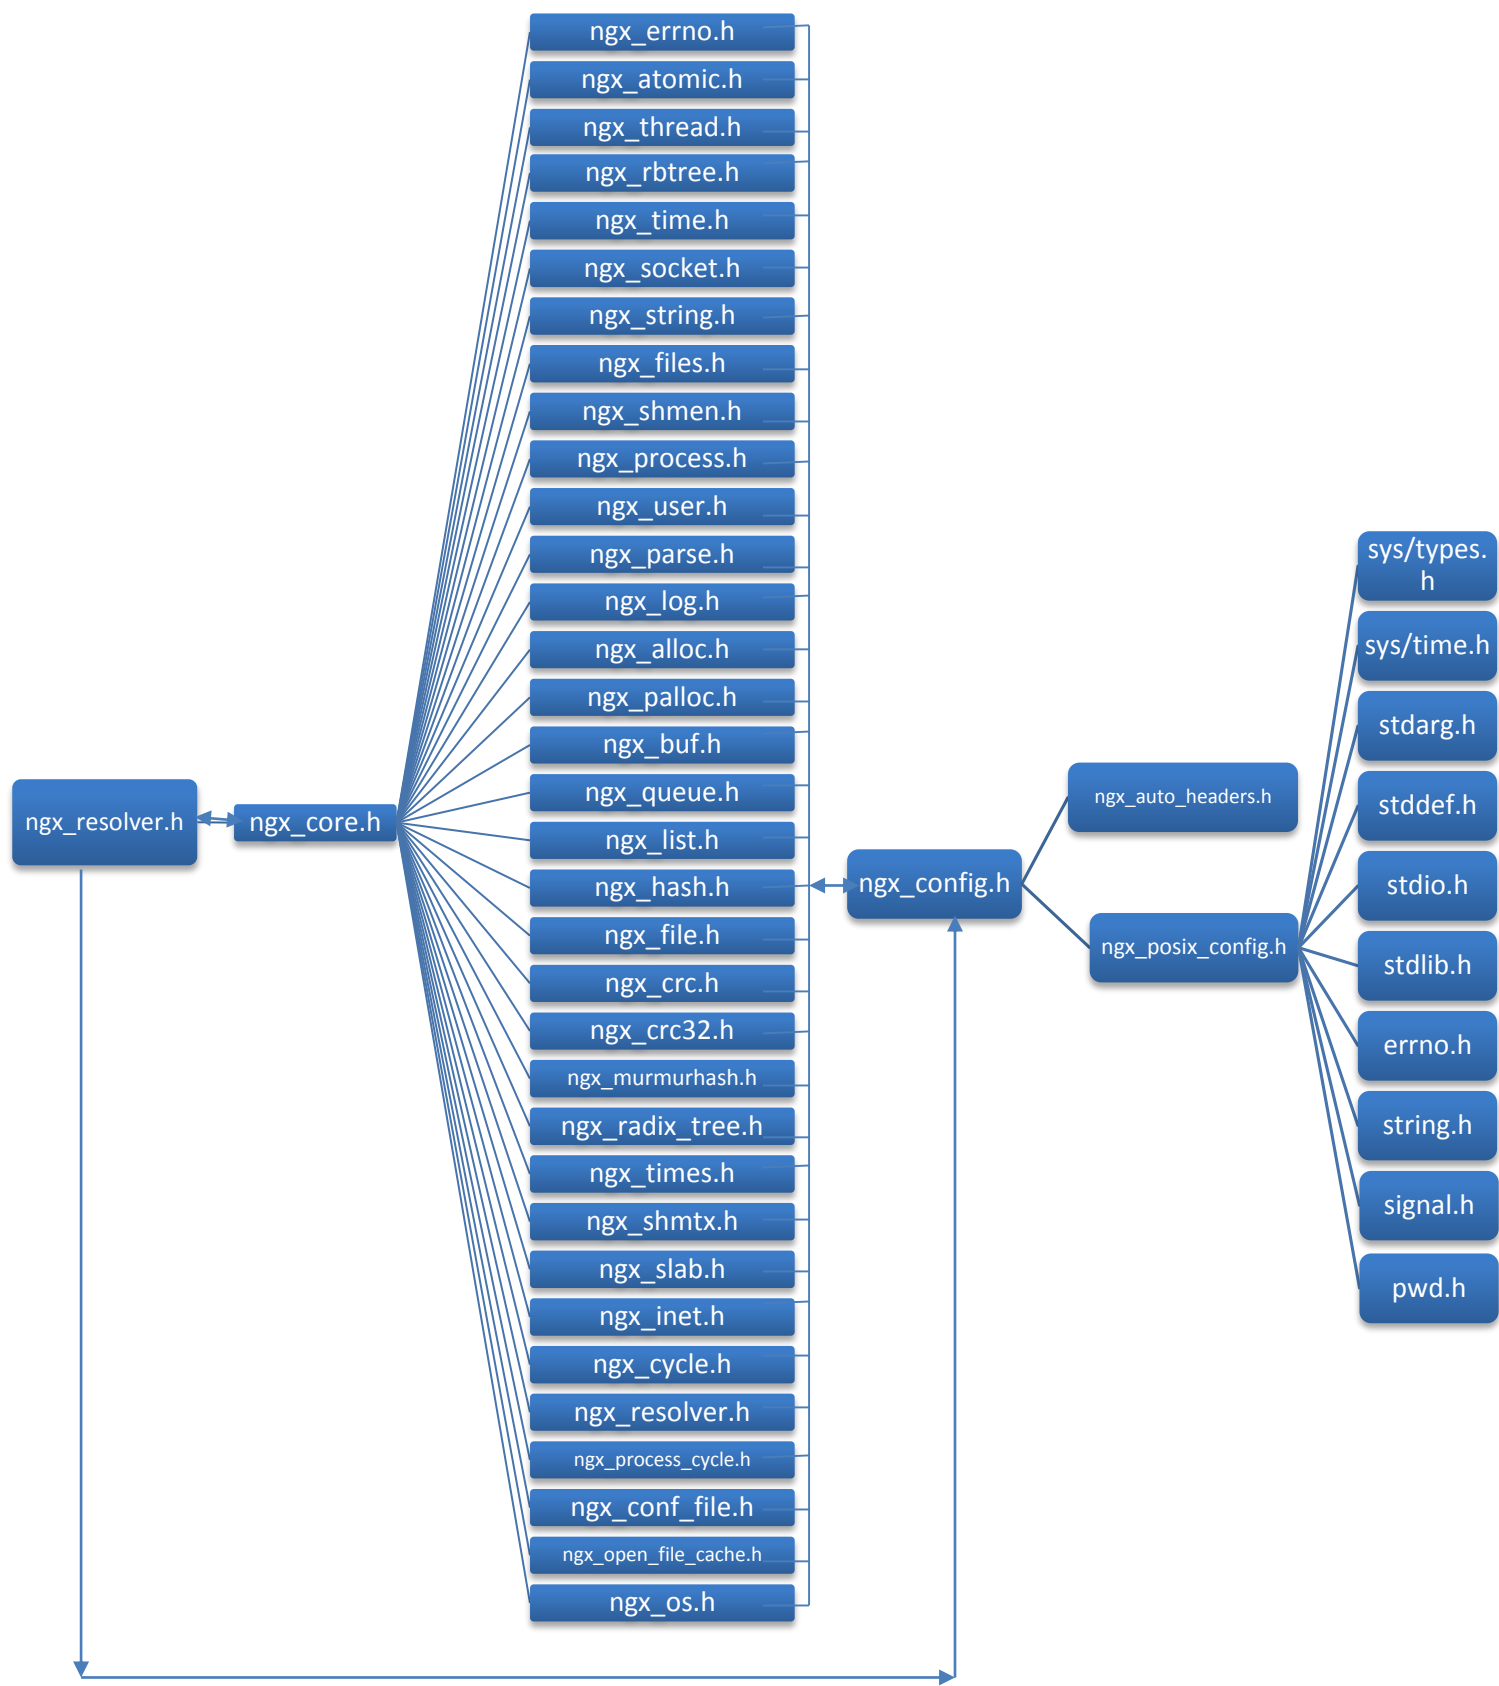 ngx_resolver.h
ngx_core.h
ngx_errno.h
ngx_atomic.h
ngx_thread.h
ngx_rbtree.h
ngx_time.h
ngx_socket.h
ngx_string.h
ngx_files.h
ngx_shmen.h
ngx_process.h
ngx_user.h
ngx_parse.h
ngx_log.h
ngx_alloc.h
ngx_palloc.h
ngx_buf.h
ngx_queue.h
ngx_list.h
ngx_hash.h
ngx_file.h
ngx_crc.h
ngx_crc32.h
ngx_murmurhash.h
ngx_radix_tree.h
ngx_times.h
ngx_shmtx.h
ngx_slab.h
ngx_inet.h
ngx_cycle.h
ngx_resolver.h
ngx_process_cycle.h
ngx_conf_file.h
ngx_open_file_cache.h
ngx_os.h
ngx_config.h
ngx_auto_headers.h
ngx_posix_config.h
sys/types.
h
sys/time.h
stdarg.h
stddef.h
stdio.h
stdlib.h
errno.h
string.h
signal.h
pwd.h